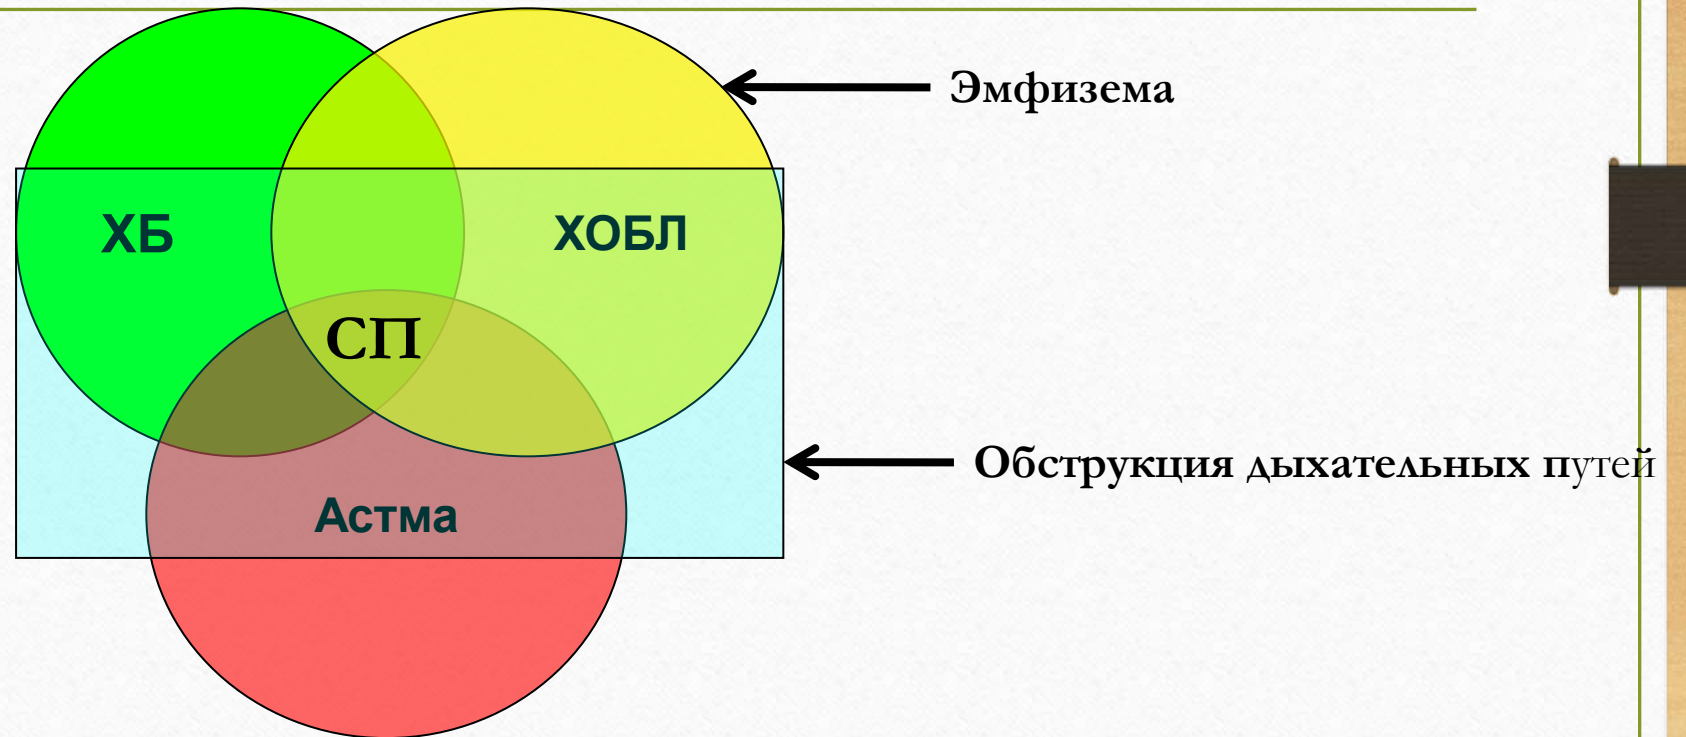 Эмфизема
ХБ
ХОБЛ
СП
Обструкция дыхательных путей
Астма